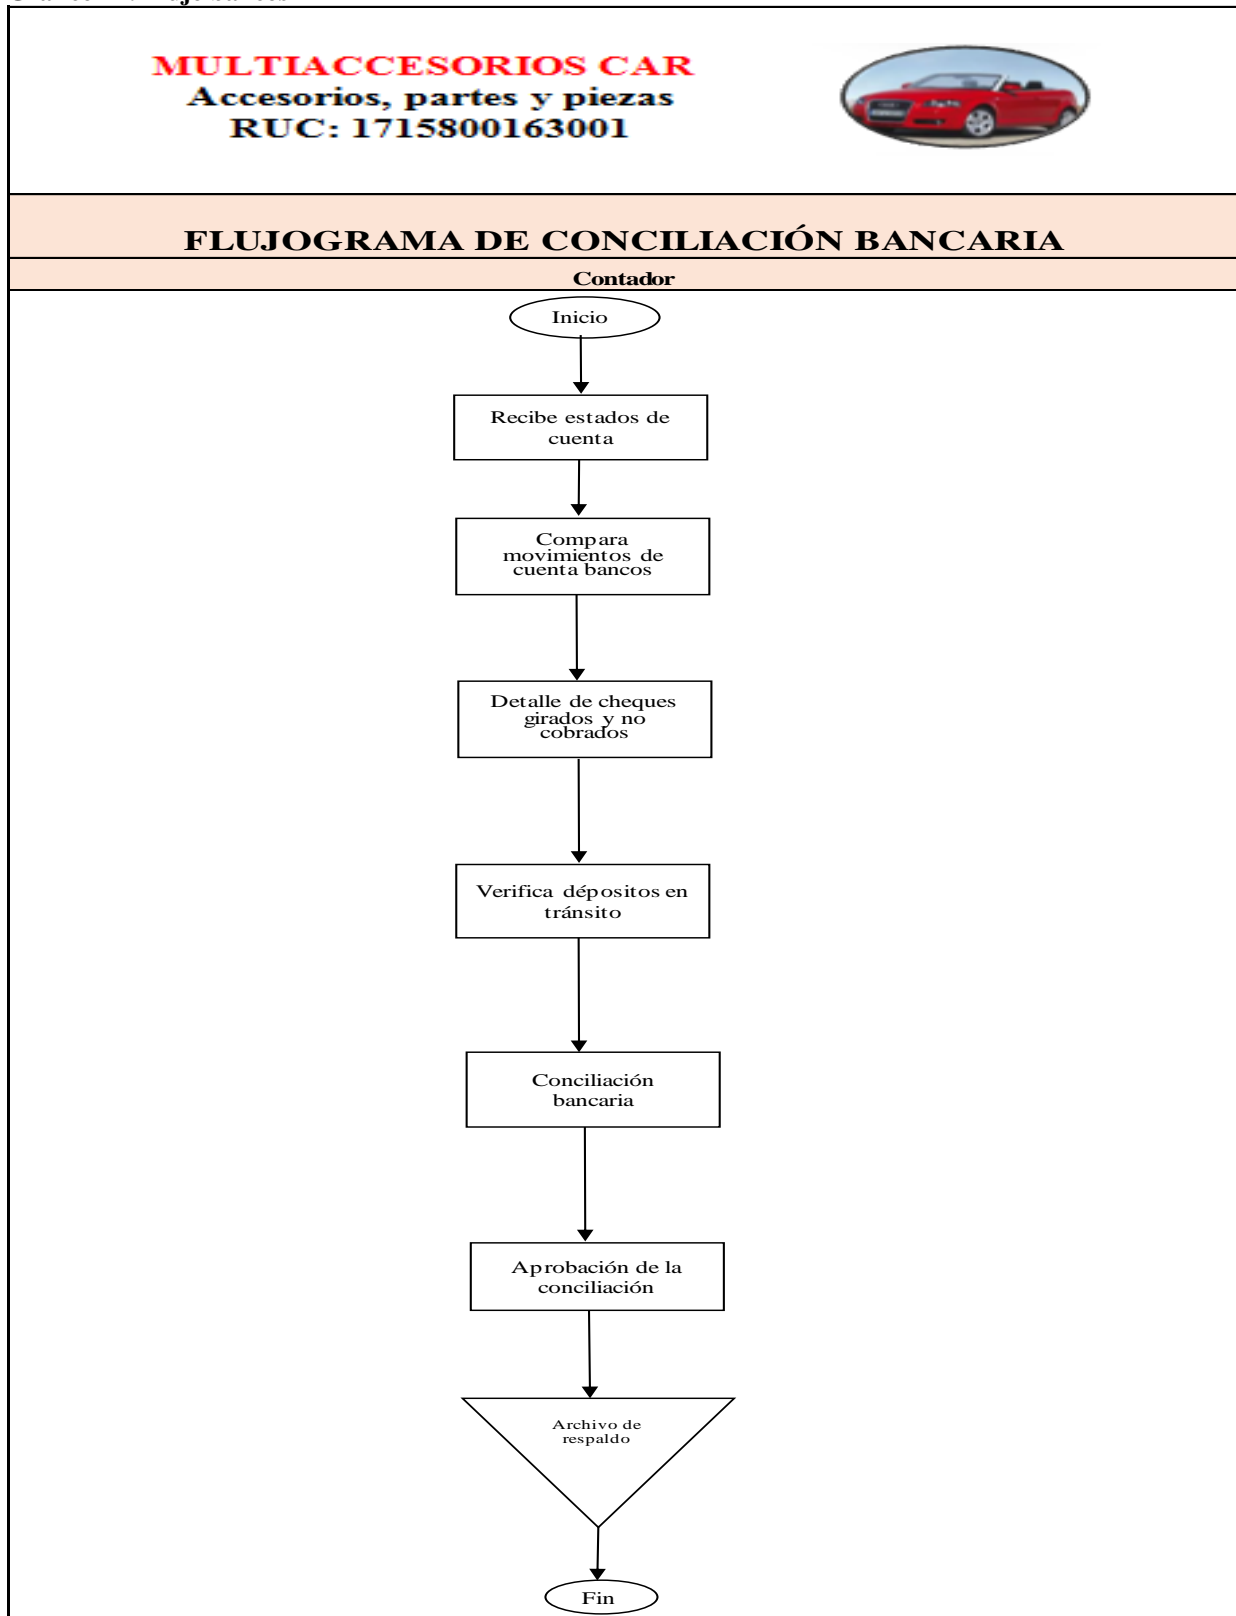 MULTIACCESORIOS CAR
Accesorios, partes y piezas
RUC: 1715800163001
FLUJOGRAMA DE CONCILIACIÓN BANCARIA
Contador
Inicio
Recibe estados de
cuenta
Compara
movimientos de
cuenta bancos
Detalle de cheques
girados y no
cobrados
Verifica dépositos en
tránsito
Conciliación
bancaria
Aprobación de la
conciliación
Archivo de
respaldo
Fin